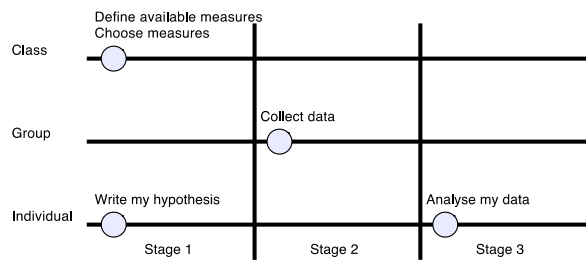 Define available measures
Choose measures
Class
Collect data
Group
Write my hypothesis
Analyse my data
Individual
Stage 1
Stage 2
Stage 3